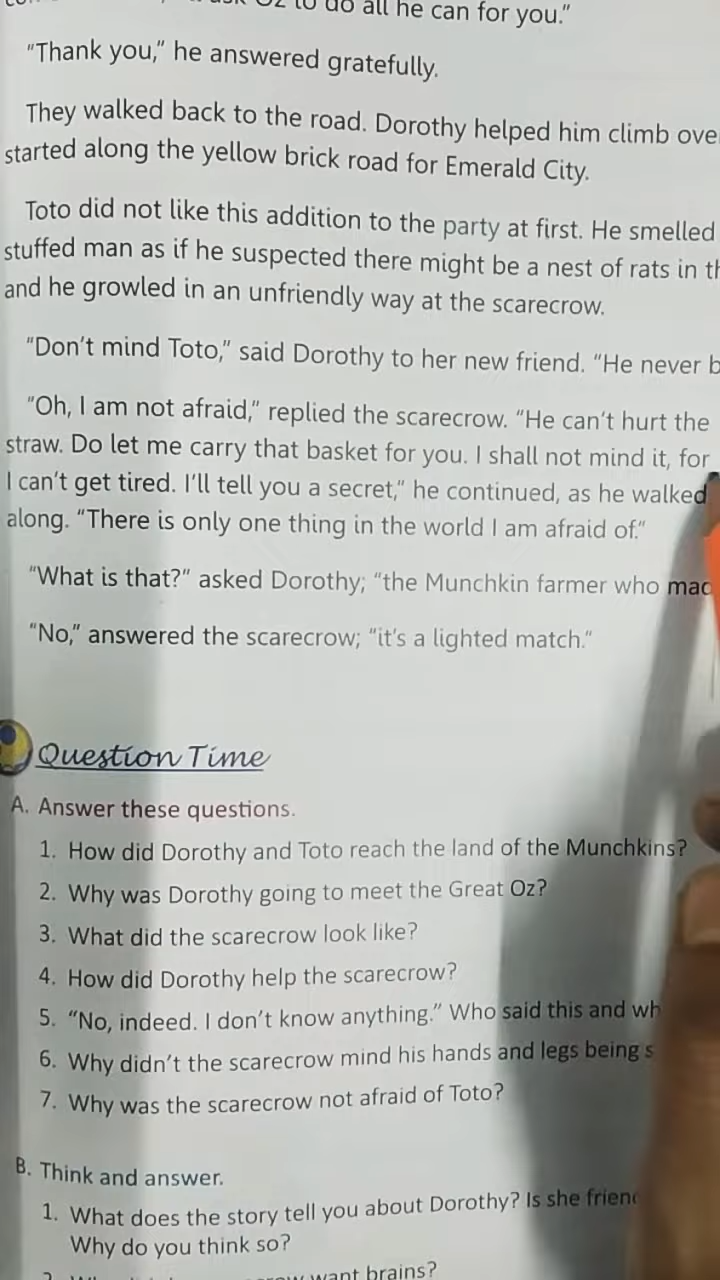 to do all he can for you."
"Thank you," he answered gratefully.
They walked back to the road. Dorothy helped him climb ove
started along the yellow brick road for Emerald City.
Toto did not like this addition to the party at first. He smelled
stuffed man as if he suspected there might be a nest of rats in th
and he growled in an unfriendly way at the scarecrow.
"Don't mind Toto," said Dorothy to her new friend. "He never b
"Oh, I am not afraid," replied the scarecrow. "He can't hurt the
straw. Do let me carry that basket for you. I shall not mind it, for
I can't get tired. I'll tell you a secret," he continued, as he walked
along. "There is only one thing in the world I am afraid of."
"What is that?" asked Dorothy; "the Munchkin farmer who mad
"No," answered the scarecrow; "it's a lighted match."
Question Time
A. Answer these questions.
1. How did Dorothy and Toto reach the land of the Munchkins?
2. Why was Dorothy going to meet the Great Oz?
3. What did the scarecrow look like?
4. How did Dorothy help the scarecrow?
5. "No, indeed. I don't know anything." Who said this and wh
6. Why didn't the scarecrow mind his hands and legs being s
7. Why was the scarecrow not afraid of Toto?
B. Think and answer.
1. What does the story tell you about Dorothy? Is she frien
Why do you think so?
want brains?